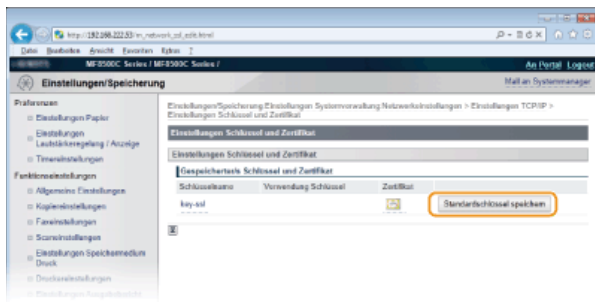 http://192.168.222.53/m_network_ssl_edit.html
Datei Bearbeiten Ansicht Favoriten Extras ?
MF8500C Series / MF8500C Series /
An Portal Logout
Einstellungen/Speicherung
Mail an Systemmanager
Präferenzen
Einstellungen Papier
Einstellungen
Lautstärkeregelung / Anzeige
Timereinstellungen
Funktionseinstellungen
Allgemeine Einstellungen
Kopiereinstellungen
Faxeinstellungen
Scaneinstellungen
Einstellungen Speichermedium
Druck
Druckereinstellungen
Einstellungen/Speicherung:Einstellungen Systemverwaltung:Netzwerkeinstellungen > Einstellungen TCP/IP >
Einstellungen Schlüssel und Zertifikat
Einstellungen Schlüssel und Zertifikat
Einstellungen Schlüssel und Zertifikat
Gespeicherte/s Schlüssel und Zertifikat
Schlüsselname Verwendung Schlüssel Zertifikat
key-ssl
Standardschlüssel speichern